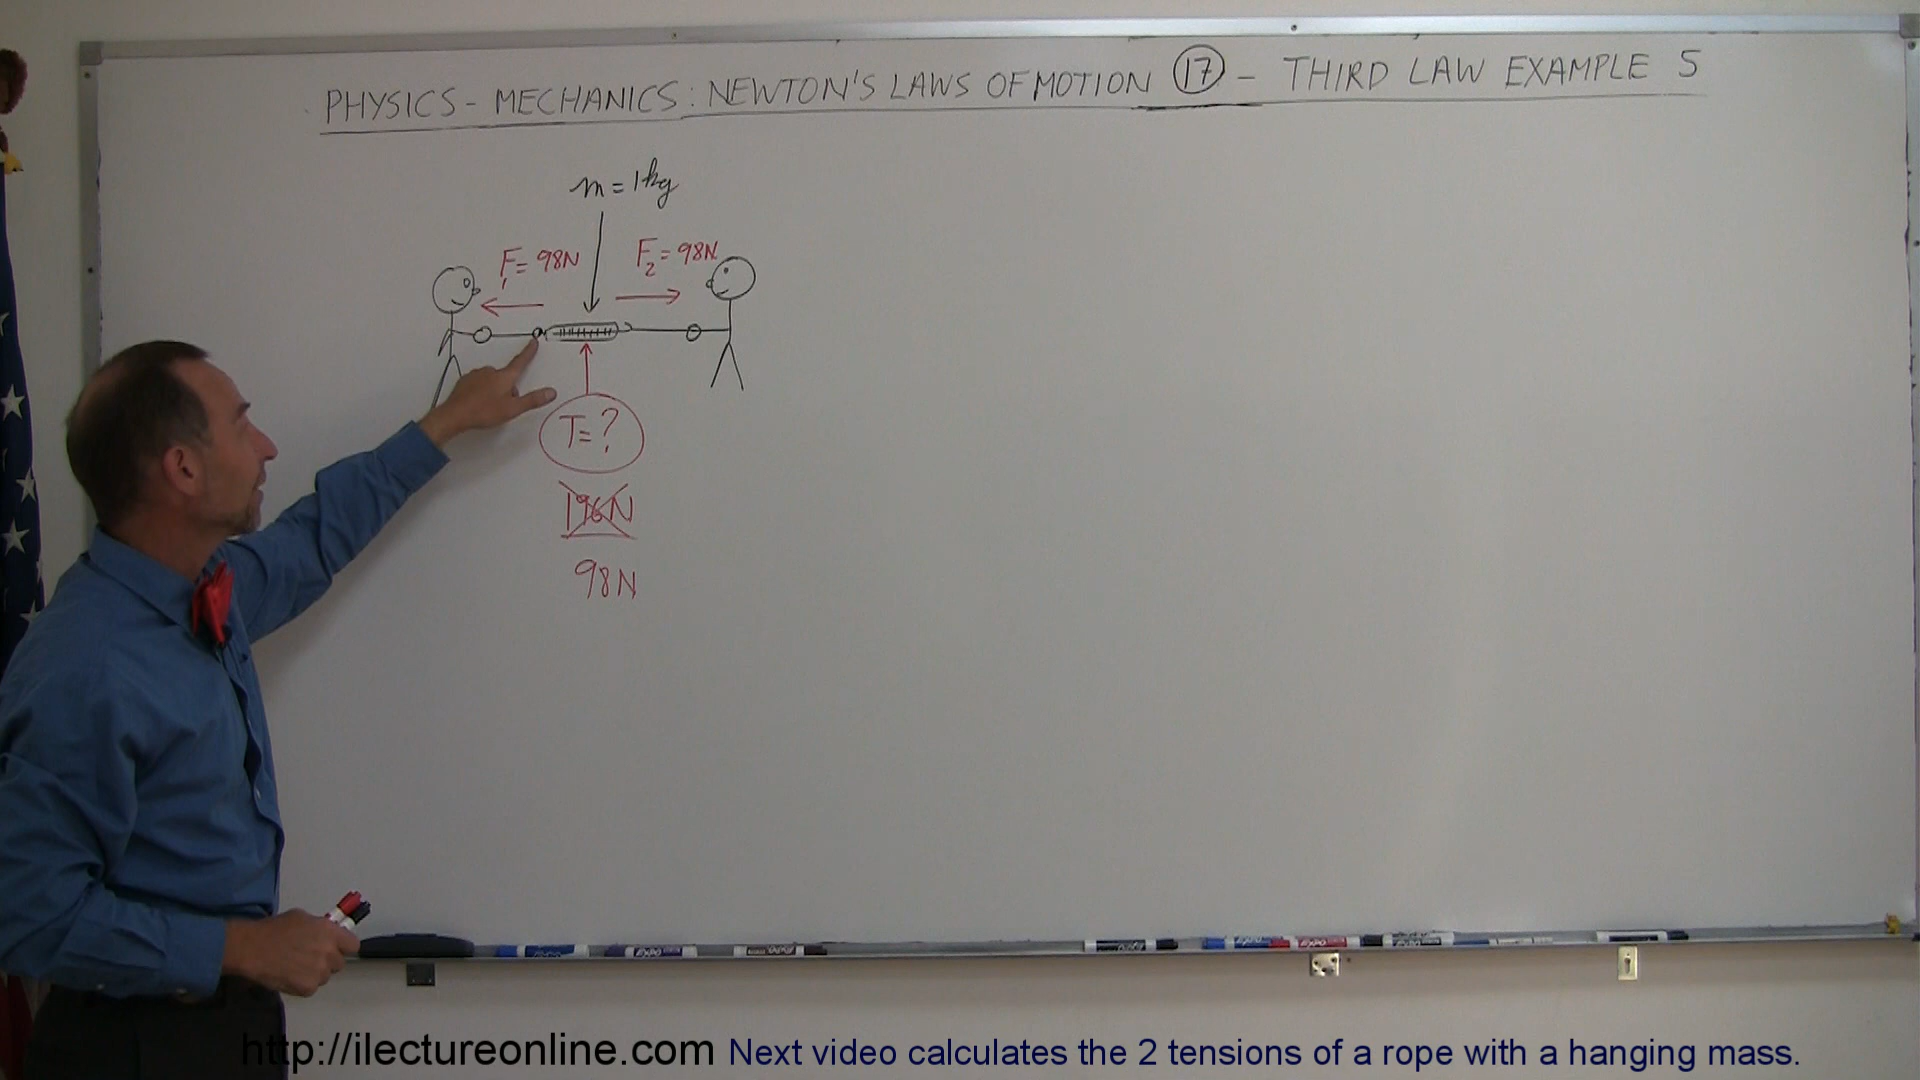 PHYSICS - MECHANICS: NEWTON'S LAWS OF MOTION 17 - THIRD LAW EXAMPLE 5
m = 1kg
F1 = 98N
F2 = 98N
T = ?
196N
98N
http://ilectureonline.com Next video calculates the 2 tensions of a rope with a hanging mass.